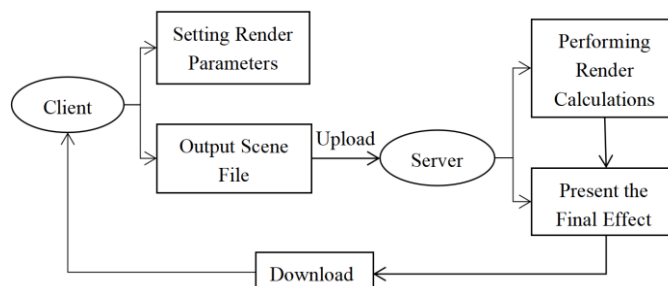 Setting Render
Parameters
Client
Output Scene
File
Upload
Server
Performing
Render
Calculations
Present the
Final Effect
Download